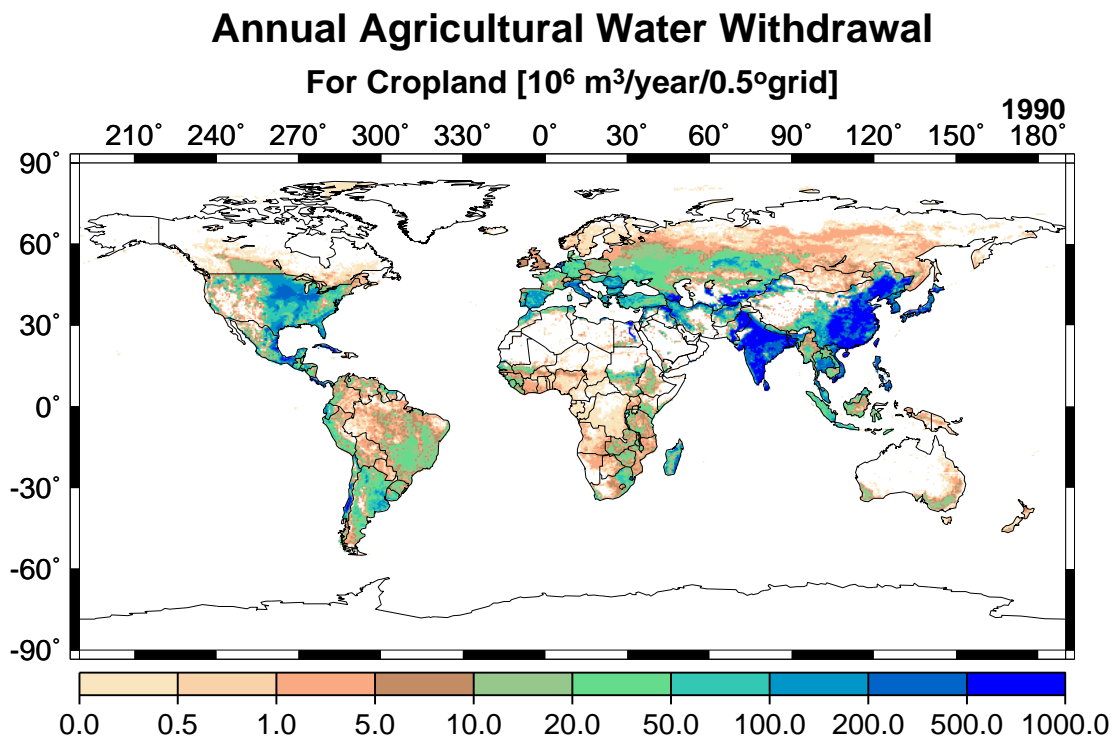 Annual Agricultural Water Withdrawal
For Cropland [10⁶ m³/year/0.5ᵒgrid]
1990
210° 240° 270° 300° 330° 0° 30° 60° 90° 120° 150° 180°
90°
60°
30°
0°
-30°
-60°
-90°
0.0 0.5 1.0 5.0 10.0 20.0 50.0 100.0 200.0 500.0 1000.0